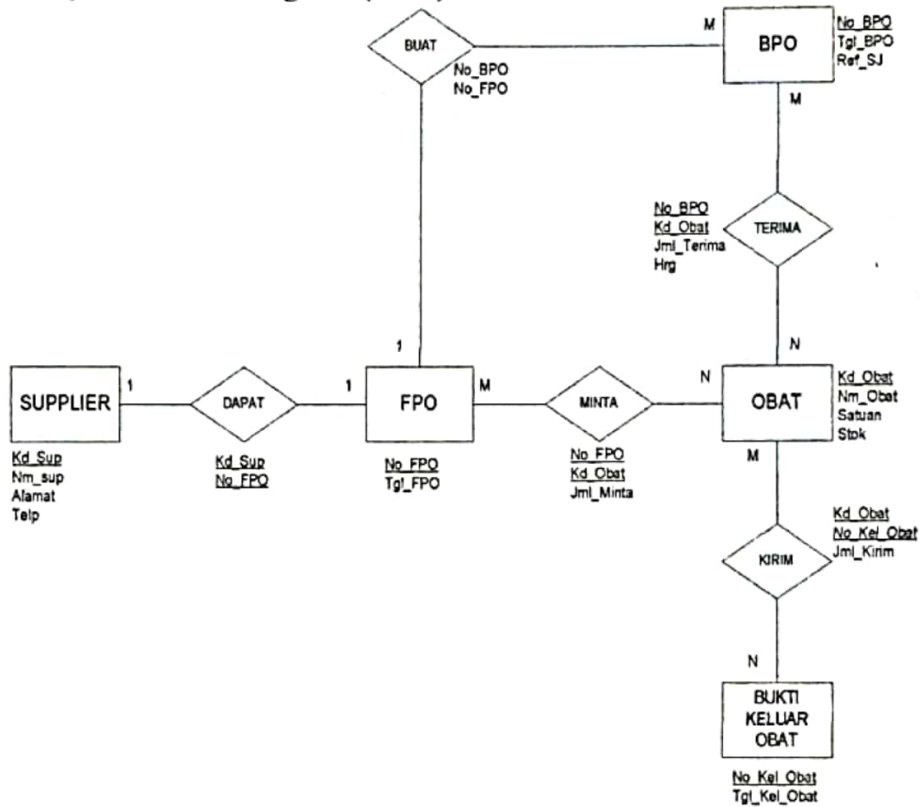 BUAT
No_BPO
No_FPO
M
BPO
No_BPO
Tgl_BPO
Ref_SJ
M
No_BPO
Kd_Obat
Jml_Terima
Hrg
TERIMA
N
SUPPLIER
Kd_Sup
Nm_sup
Alamat
Telp
1
DAPAT
Kd_Sup
No_FPO
1
1
FPO
No_FPO
Tgl_FPO
M
MINTA
No_FPO
Kd_Obat
Jml_Minta
N
OBAT
Kd_Obat
Nm_Obat
Satuan
Stok
M
KIRIM
Kd_Obat
No_Kel_Obat
Jml_Kirim
N
BUKTI
KELUAR
OBAT
No_Kel_Obat
Tgl_Kel_Obat